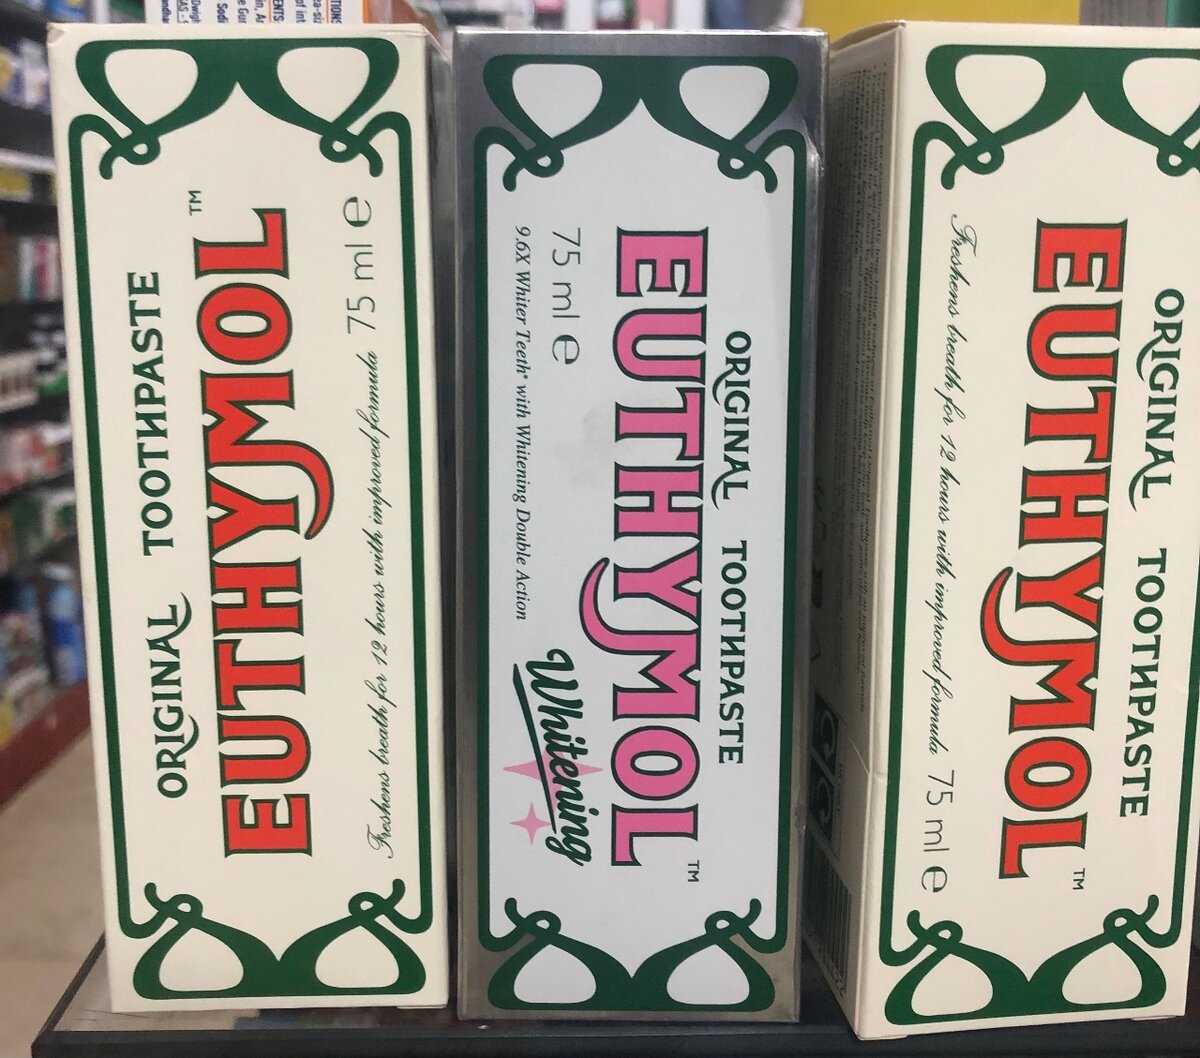 ORIGINAL TOOTHPASTE
EUTHYMOL™
Freshens breath for 12 hours with improved formula 75 ml e
ORIGINAL TOOTHPASTE
EUTHYMOL™
75 ml e
9.6X Whiter Teeth* with Whitening Double Action
Whitening
ORIGINAL TOOTHPASTE
EUTHYMOL™
Freshens breath for 12 hours with improved formula 75 ml e